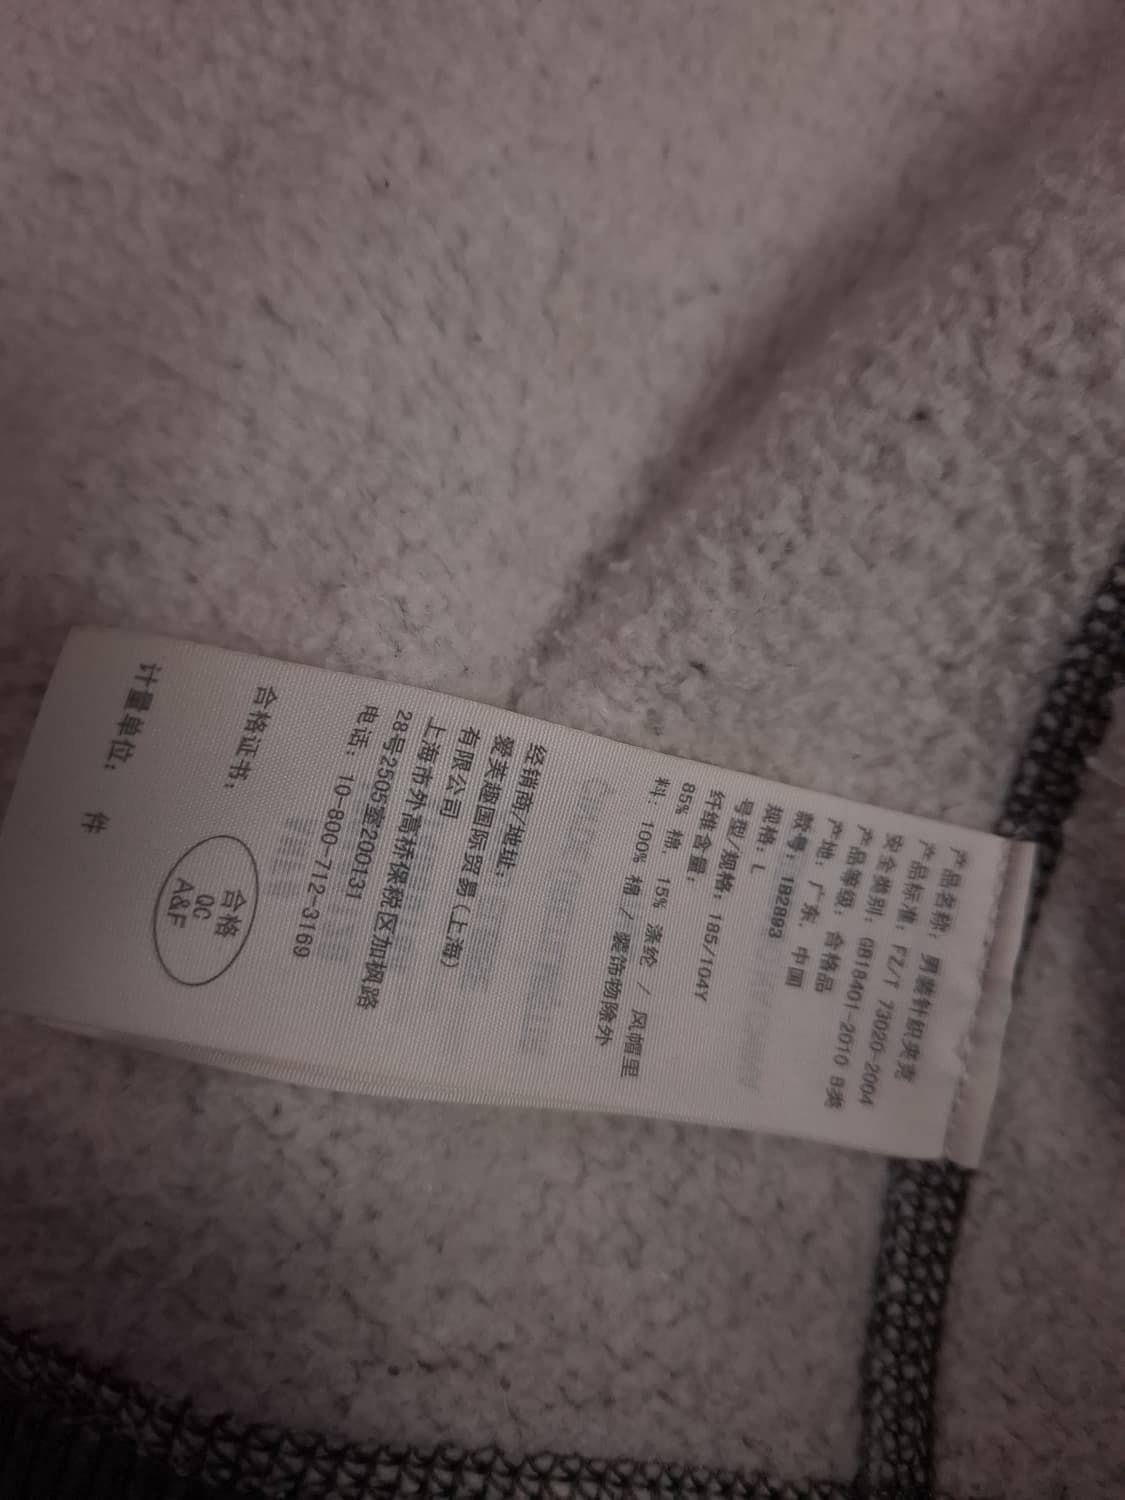 产品名称: 男装针织夹克
产品标准: FZ/T 73020-2004
安全类别: GB18401-2010 B类
产品等级: 合格品
产地: 广东, 中国
款号: 182893
规格: L
号型/规格: 185/104Y
纤维含量:
85% 棉, 15% 涤纶 / 风帽里
料: 100% 棉 / 装饰物除外
经销商/地址:
爱芙趣国际贸易(上海)
有限公司
上海市外高桥保税区加枫路
28号2505室200131
电话: 10-800-712-3169
合格证书:
合格
QC
A&F
计量单位: 件